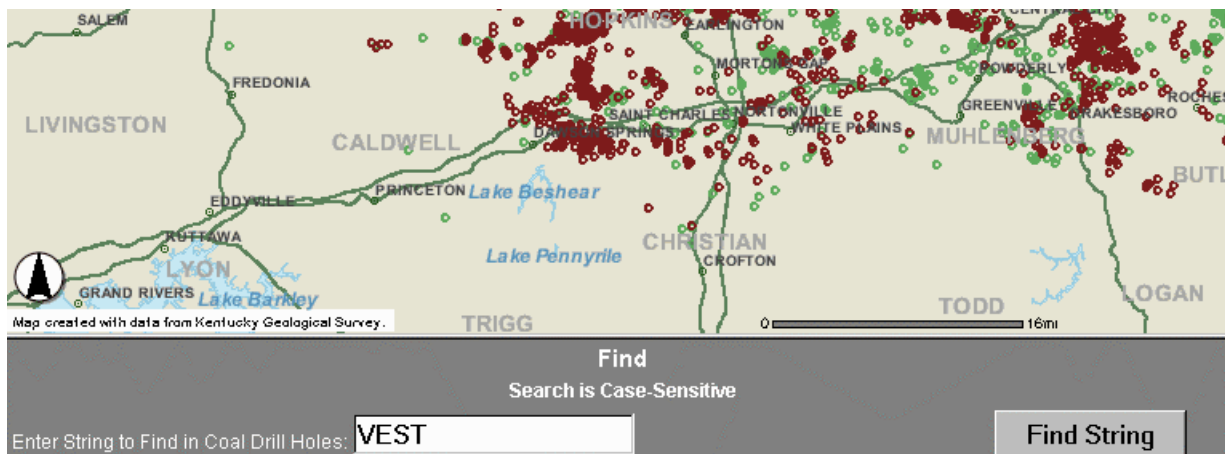 SALEM
HOPKINS
EARLINGTON
CENTRAL CITY
FREDONIA
MORTONS GAP
POWDERLY
LIVINGSTON
CALDWELL
SAINT CHARLES
NORTONVILLE
GREENVILLE
DRAKESBORO
ROCHES
DAWSON SPRINGS
WHITE PLAINS
MUHLENBERG
BUTL
EDDYVILLE
PRINCETON
Lake Beshear
KUTTAWA
CHRISTIAN
LYON
Lake Pennyrile
CROFTON
GRAND RIVERS
Lake Barkley
TODD
LOGAN
Map created with data from Kentucky Geological Survey.
TRIGG
0 16mi
Find
Search is Case-Sensitive
Enter String to Find in Coal Drill Holes: VEST
Find String